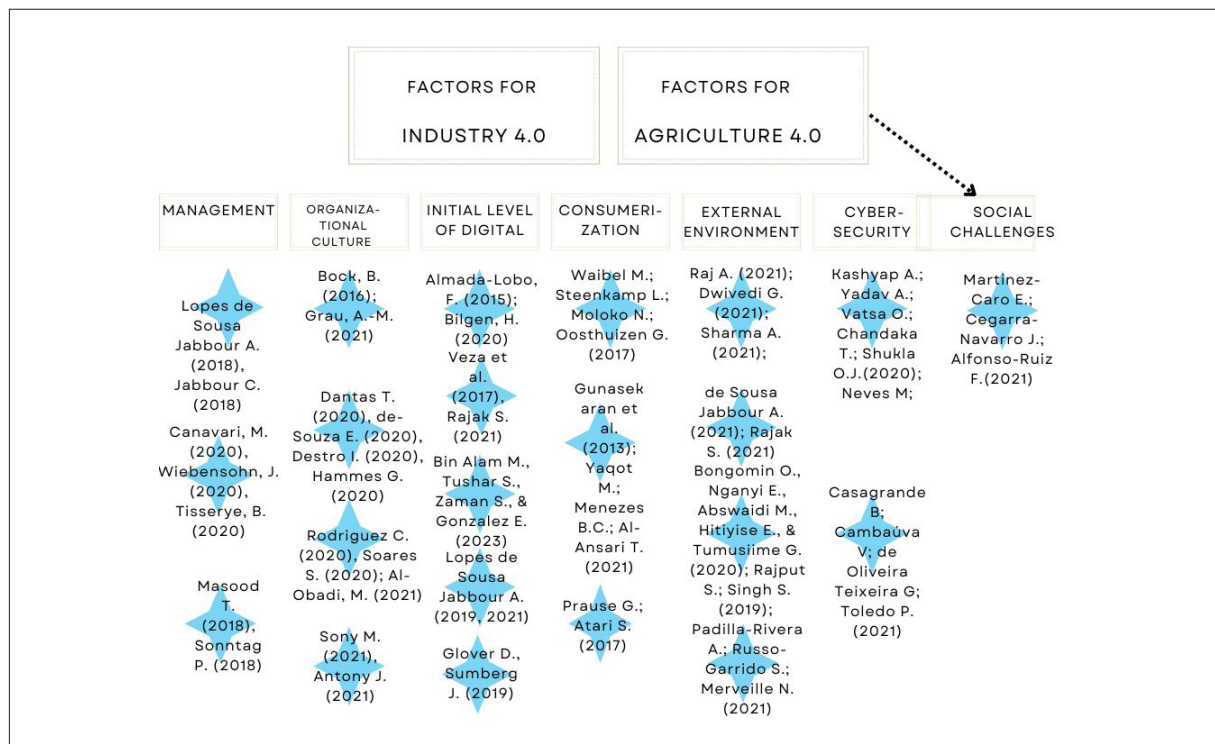 FACTORS FOR
INDUSTRY 4.0
FACTORS FOR
AGRICULTURE 4.0
MANAGEMENT
ORGANIZA-
TIONAL
CULTURE
INITIAL LEVEL
OF DIGITAL
CONSUMERI-
ZATION
EXTERNAL
ENVIRONMENT
CYBER-
SECURITY
SOCIAL
CHALLENGES
Lopes de
Sousa
Jabbour A.
(2018),
Jabbour C.
(2018)
Canavari, M.
(2020),
Wiebensohn, J.
(2020),
Tisserye, B.
(2020)
Masood
T.
(2018),
Sonntag
P. (2018)
Bock, B.
(2016);
Grau, A.-M.
(2021)
Dantas T.
(2020), de-
Souza E. (2020),
Destro I. (2020),
Hammes G.
(2020)
Rodriguez C.
(2020), Soares
S. (2020); Al-
Obadi, M. (2021)
Sony M.
(2021),
Antony J.
(2021)
Almada-Lobo,
F. (2015);
Bilgen, H.
(2020)
Veza et
al.
(2017),
Rajak S.
(2021)
Bin Alam M.,
Tushar S.,
Zaman S., &
Gonzalez E.
(2023)
Lopes de
Sousa
Jabbour A.
(2019, 2021)
Glover D.,
Sumberg
J. (2019)
Waibel M.;
Steenkamp L.;
Moloko N.;
Oosthuizen G.
(2017)
Gunasek
aran et
al.
(2013);
Yaqot
M.;
Menezes
B.C.; Al-
Ansari T.
(2021)
Prause G.;
Atari S.
(2017)
Raj A. (2021);
Dwivedi G.
(2021);
Sharma A.
(2021);
de Sousa
Jabbour A.
(2021); Rajak
S. (2021)
Bongomin O.,
Nganyi E.,
Abswaidi M.,
Hitiyise E., &
Tumusiime G.
(2020); Rajput
S.; Singh S.
(2019);
Padilla-Rivera
A.; Russo-
Garrido S.;
Merveille N.
(2021)
Kashyap A.;
Yadav A.;
Vatsa O.;
Chandaka
T.; Shukla
O.J.(2020);
Neves M;
Casagrande
B;
Cambaúva
V; de
Oliveira
Teixeira G;
Toledo P.
(2021)
Martinez-
Caro E.;
Cegarra-
Navarro J.;
Alfonso-Ruiz
F.(2021)